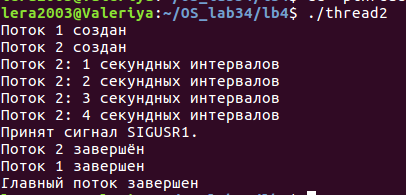 lera2003@Valeriya:~/OS_lab34/lb4$ ./thread2
Поток 1 создан
Поток 2 создан
Поток 2: 1 секундных интервалов
Поток 2: 2 секундных интервалов
Поток 2: 3 секундных интервалов
Поток 2: 4 секундных интервалов
Принят сигнал SIGUSR1.
Поток 2 завершён
Поток 1 завершен
Главный поток завершен